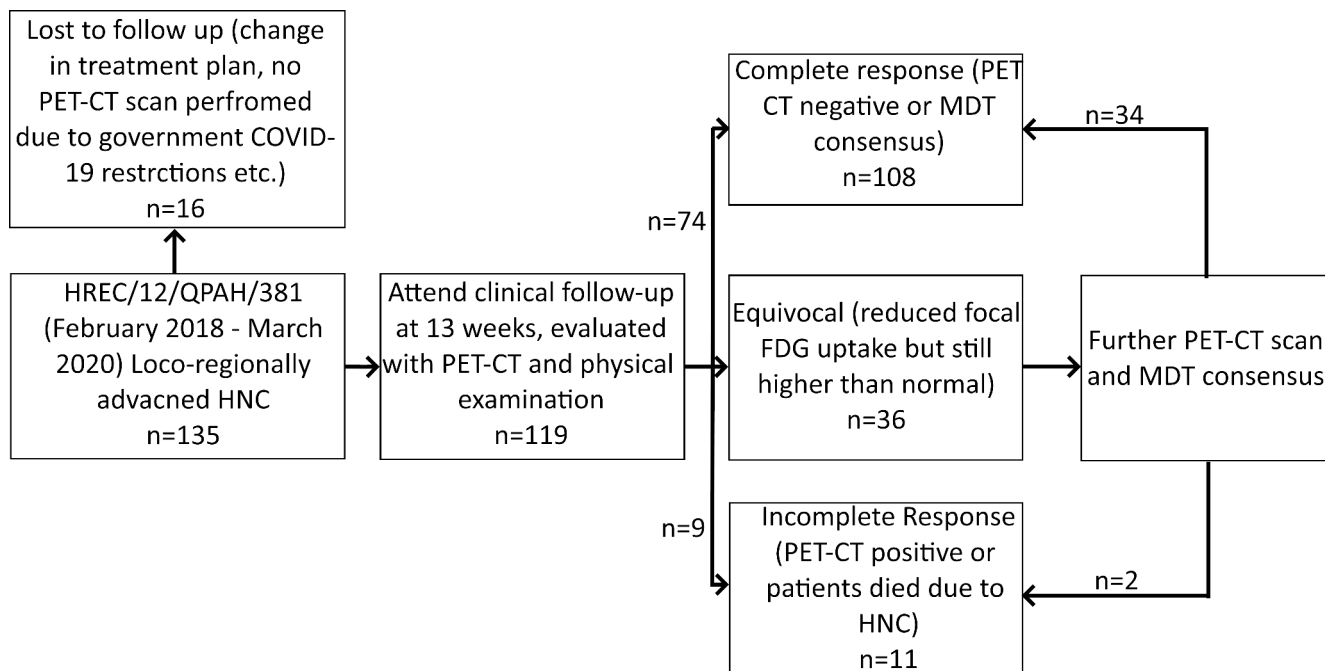 Lost to follow up (change
in treatment plan, no
PET-CT scan perfromed
due to government COVID-
19 restrctions etc.)
n=16
HREC/12/QPAH/381
(February 2018 - March
2020) Loco-regionally
advacned HNC
n=135
Attend clinical follow-up
at 13 weeks, evaluated
with PET-CT and physical
examination
n=119
n=74
n=9
Complete response (PET
CT negative or MDT
consensus)
n=108
Equivocal (reduced focal
FDG uptake but still
higher than normal)
n=36
Incomplete Response
(PET-CT positive or
patients died due to
HNC)
n=11
n=34
Further PET-CT scan
and MDT consensus
n=2